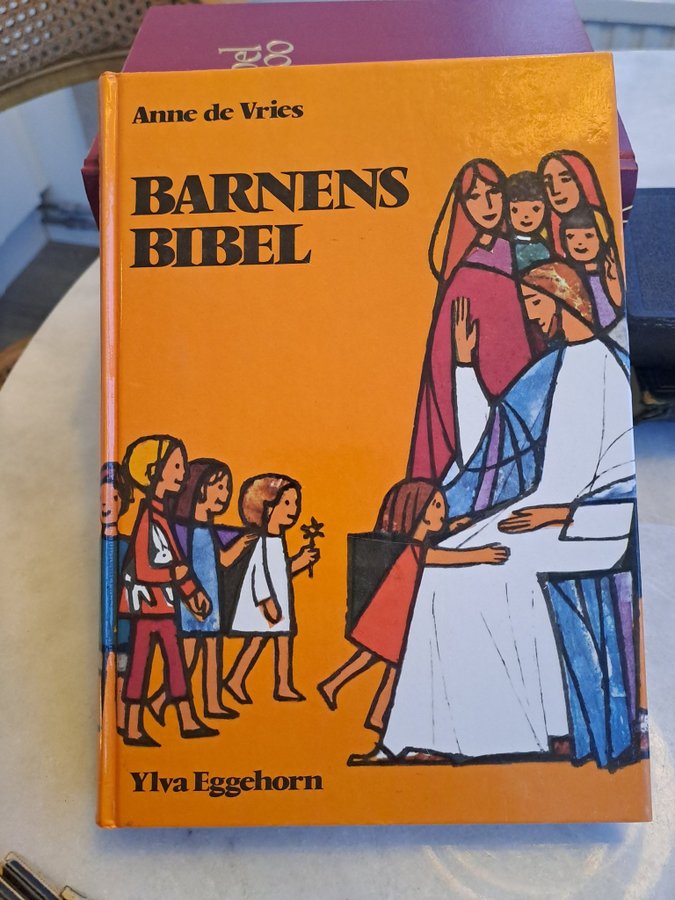 Anne de Vries
BARNENS
BIBEL
Ylva Eggehorn